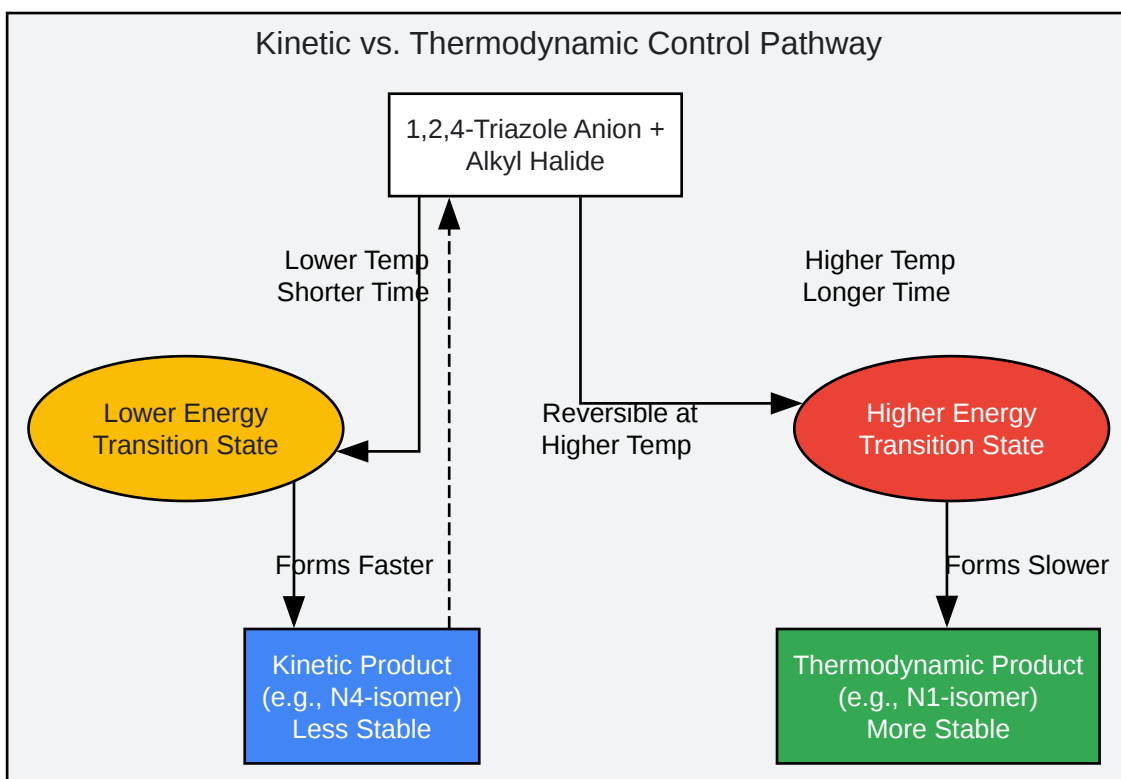 Kinetic vs. Thermodynamic Control Pathway
1,2,4-Triazole Anion +
Alkyl Halide
Lower Temp
Shorter Time
Higher Temp
Longer Time
Lower Energy
Transition State
Reversible at
Higher Temp
Higher Energy
Transition State
Forms Faster
Forms Slower
Kinetic Product
(e.g., N4-isomer)
Less Stable
Thermodynamic Product
(e.g., N1-isomer)
More Stable